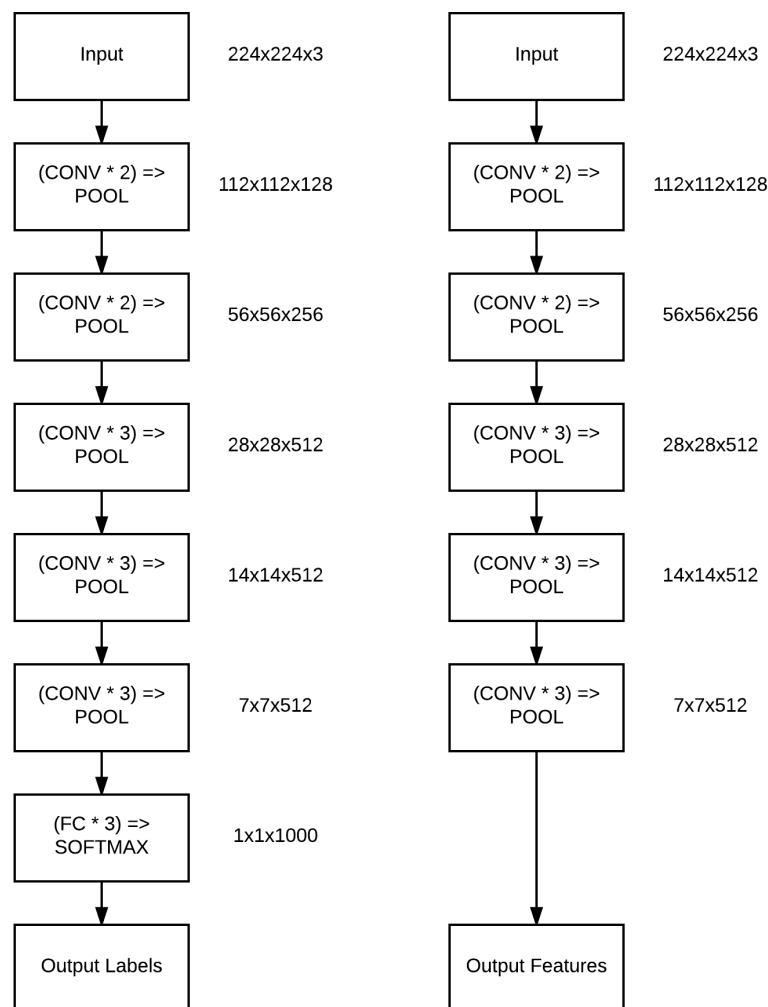 Input
224x224x3
(CONV * 2) =>
POOL
112x112x128
(CONV * 2) =>
POOL
56x56x256
(CONV * 3) =>
POOL
28x28x512
(CONV * 3) =>
POOL
14x14x512
(CONV * 3) =>
POOL
7x7x512
(FC * 3) =>
SOFTMAX
1x1x1000
Output Labels
Input
224x224x3
(CONV * 2) =>
POOL
112x112x128
(CONV * 2) =>
POOL
56x56x256
(CONV * 3) =>
POOL
28x28x512
(CONV * 3) =>
POOL
14x14x512
(CONV * 3) =>
POOL
7x7x512
Output Features